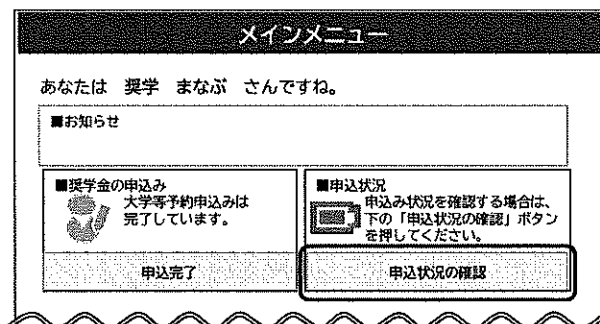 メインメニュー
あなたは 奨学 まなぶ さんですね。
■お知らせ
■奨学金の申込み
大学等予約申込みは
完了しています。
申込完了
■申込状況
申込み状況を確認する場合は、
下の「申込状況の確認」ボタン
を押してください。
申込状況の確認